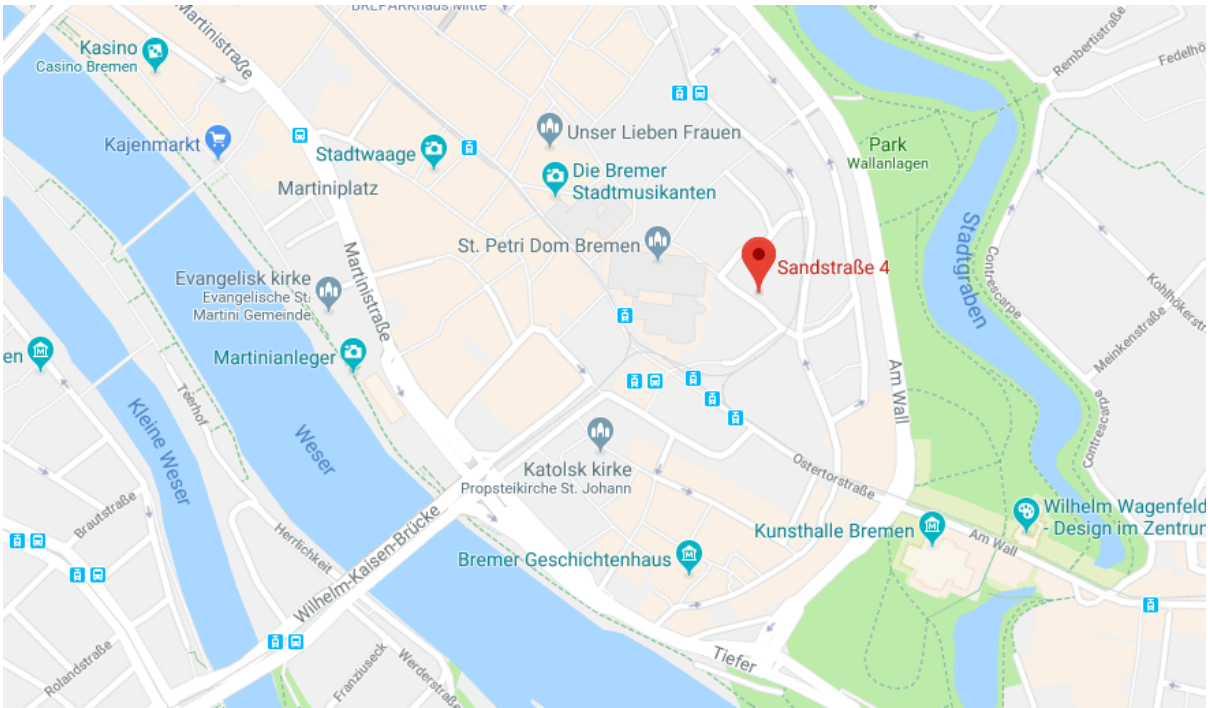 BREPARKhaus Mitte
Martinistraße
Kasino
Casino Bremen
Rembertistraße
Kajenmarkt
Unser Lieben Frauen
Stadtwaage
Park
Wallanlagen
Die Bremer
Stadtmusikanten
Martiniplatz
St. Petri Dom Bremen
Sandstraße 4
Stadtgraben
Contrescarpe
Martinistraße
Evangelisk kirke
Evangelische St.
Martini Gemeinde
Meinkenstraße
Martinianleger
en
Teerhof
Am Wall
Kleine Weser
Weser
Contrescarpe
Katolsk kirke
Propsteikirche St. Johann
Ostertorstraße
Brautstraße
Wilhelm Wagenfeld
- Design im Zentrum
Kunsthalle Bremen
Am Wall
Herrlichkeit
Wilhelm-Kaisen-Brücke
Bremer Geschichtenhaus
Tiefer
Rolandstraße
Franziuseck
Werderstraße